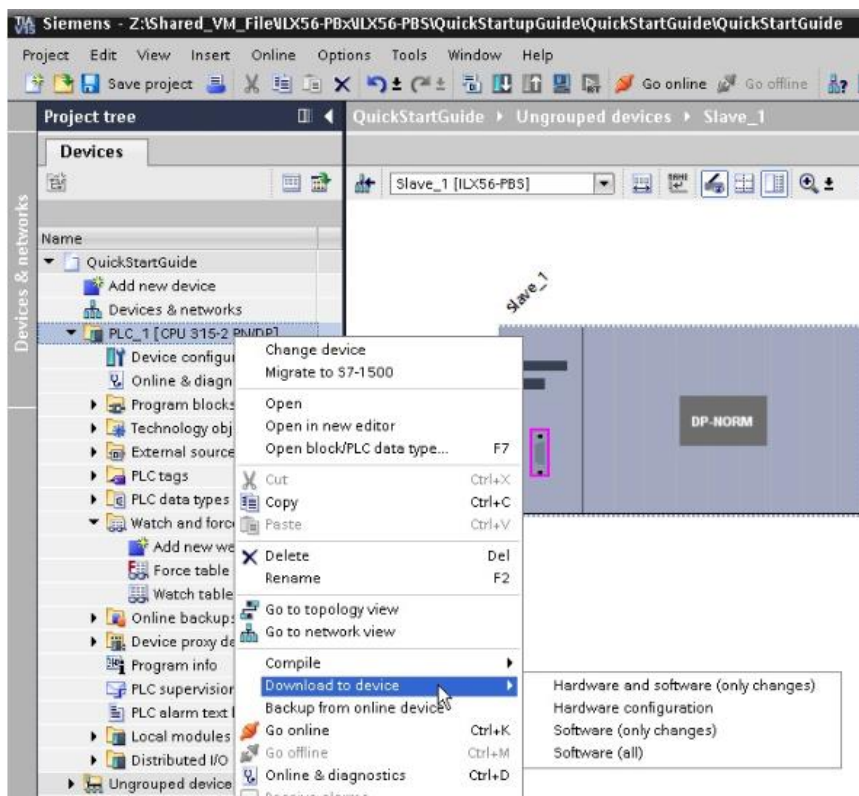 Siemens - Z:\Shared_VM_File\ILX56-PBx\ILX56-PBS\QuickStartupGuide\QuickStartGuide\QuickStartGuide
Project Edit View Insert Online Options Tools Window Help
Save project Go online Go offline
Project tree
QuickStartGuide Ungrouped devices Slave_1
Devices
Slave_1 [ILX56-PBS]
Devices & networks
Name
QuickStartGuide
Add new device
Devices & networks
PLC_1 [CPU 315-2 PN/DP]
Device configu
Online & diagn
Program blocks
Technology obj
External source
PLC tags
PLC data types
Watch and force
Add new wa
Force table
Watch table
Online backups
Device proxy da
Program info
PLC supervision
PLC alarm text l
Local modules
Distributed I/O
Ungrouped device
slave_1
DP-NORM
Change device
Migrate to S7-1500
Open
Open in new editor
Open block/PLC data type... F7
Cut Ctrl+X
Copy Ctrl+C
Paste Ctrl+V
Delete Del
Rename F2
Go to topology view
Go to network view
Compile
Download to device
Backup from online device
Go online Ctrl+K
Go offline Ctrl+M
Online & diagnostics Ctrl+D
Hardware and software (only changes)
Hardware configuration
Software (only changes)
Software (all)